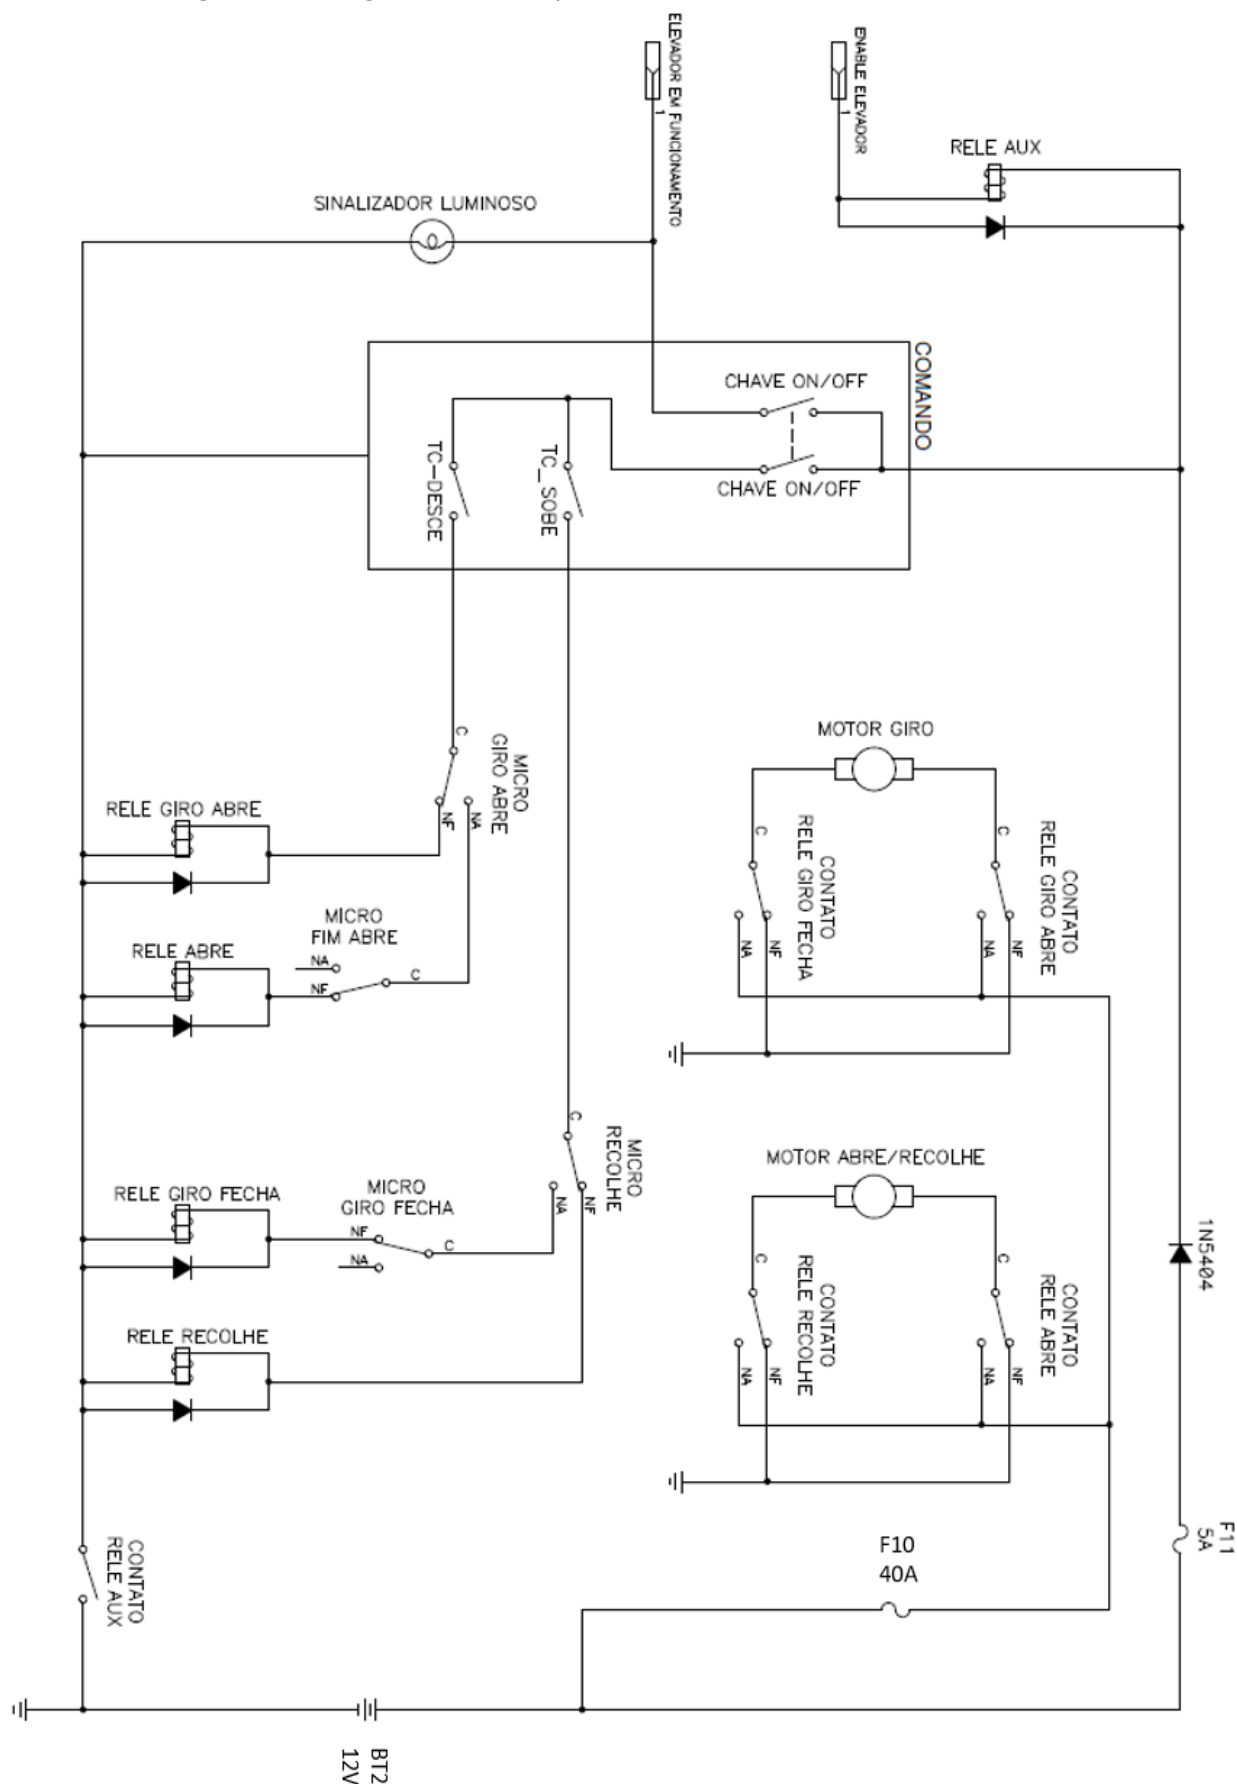 ELEVADOR EM FUNCIONAMENTO
1
ENABLE ELEVADOR
1
RELE AUX
SINALIZADOR LUMINOSO
COMANDO
CHAVE ON/OFF
CHAVE ON/OFF
TC-DESCE
TC_SOBE
MICRO
GIRO ABRE
C
NF
NA
RELE GIRO ABRE
MICRO
FIM ABRE
NA
NF
C
RELE ABRE
MOTOR GIRO
C
CONTATO
RELE GIRO FECHA
NA
NF
C
CONTATO
RELE GIRO ABRE
NA
NF
MICRO
RECOLHE
C
NA
NF
RELE GIRO FECHA
MICRO
GIRO FECHA
NF
NA
C
RELE RECOLHE
MOTOR ABRE/RECOLHE
C
CONTATO
RELE RECOLHE
NA
NF
C
CONTATO
RELE ABRE
NA
NF
1N5404
F11
5A
F10
40A
CONTATO
RELE AUX
BT2
12V